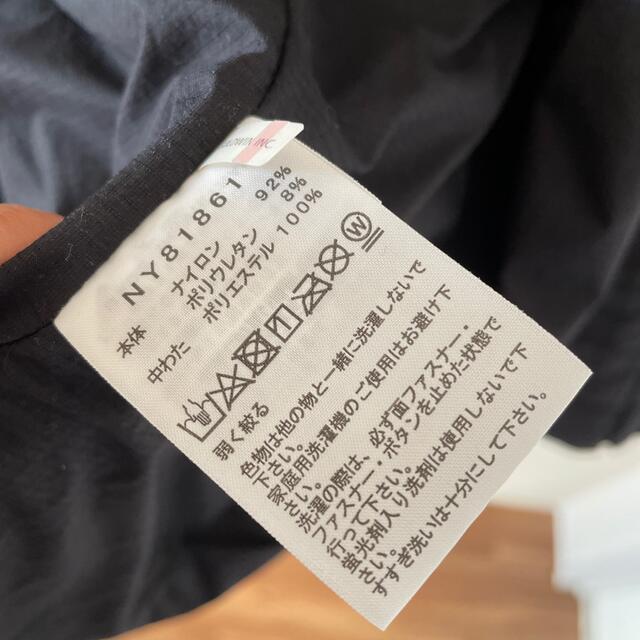 DWIN INC.
NY81861
本体 ナイロン 92%
ポリウレタン 8%
中わた ポリエステル 100%
W
弱く絞る
色物は他の物と一緒に洗濯しないで
下さい。
家庭用洗濯機のご使用はお避け下
さい。
洗濯の際は、必ず面ファスナー・
ファスナー・ボタンを止めた状態で
行って下さい。
蛍光剤入り洗剤は使用しないで下
さい。
すすぎ洗いは十分にして下さい。